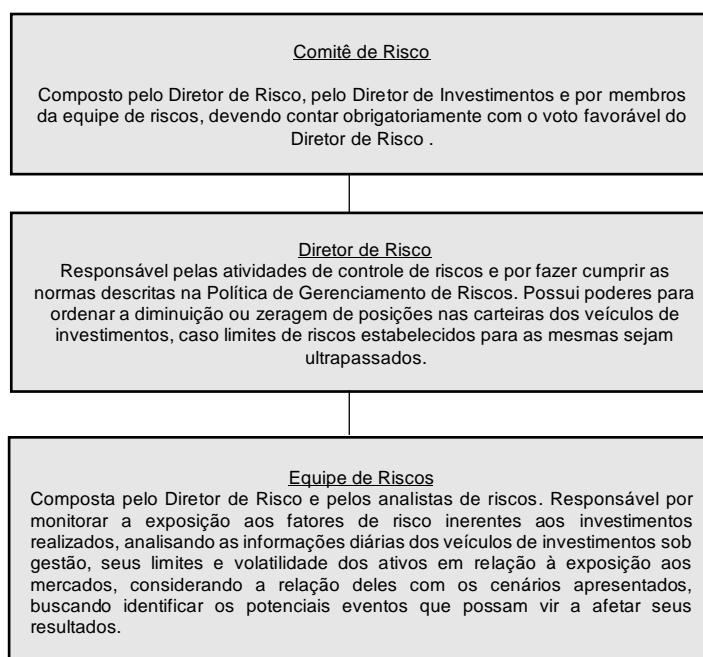 Comitê de Risco
Composto pelo Diretor de Risco, pelo Diretor de Investimentos e por membros
da equipe de riscos, devendo contar obrigatoriamente com o voto favorável do
Diretor de Risco .
Diretor de Risco
Responsável pelas atividades de controle de riscos e por fazer cumprir as
normas descritas na Política de Gerenciamento de Riscos. Possui poderes para
ordenar a diminuição ou zeragem de posições nas carteiras dos veículos de
investimentos, caso limites de riscos estabelecidos para as mesmas sejam
ultrapassados.
Equipe de Riscos
Composta pelo Diretor de Risco e pelos analistas de riscos. Responsável por
monitorar a exposição aos fatores de risco inerentes aos investimentos
realizados, analisando as informações diárias dos veículos de investimentos sob
gestão, seus limites e volatilidade dos ativos em relação à exposição aos
mercados, considerando a relação deles com os cenários apresentados,
buscando identificar os potenciais eventos que possam vir a afetar seus
resultados.